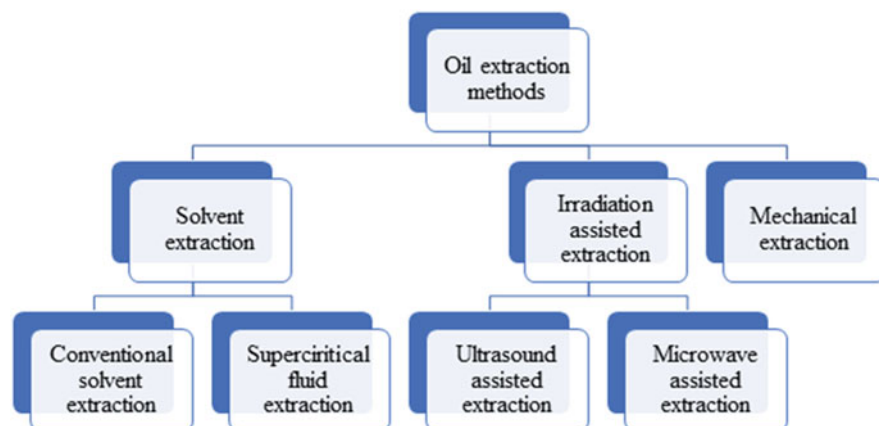 Oil extraction
methods
Solvent
extraction
Irradiation
assisted
extraction
Mechanical
extraction
Conventional
solvent
extraction
Superciritical
fluid
extraction
Ultrasound
assisted
extraction
Microwave
assisted
extraction